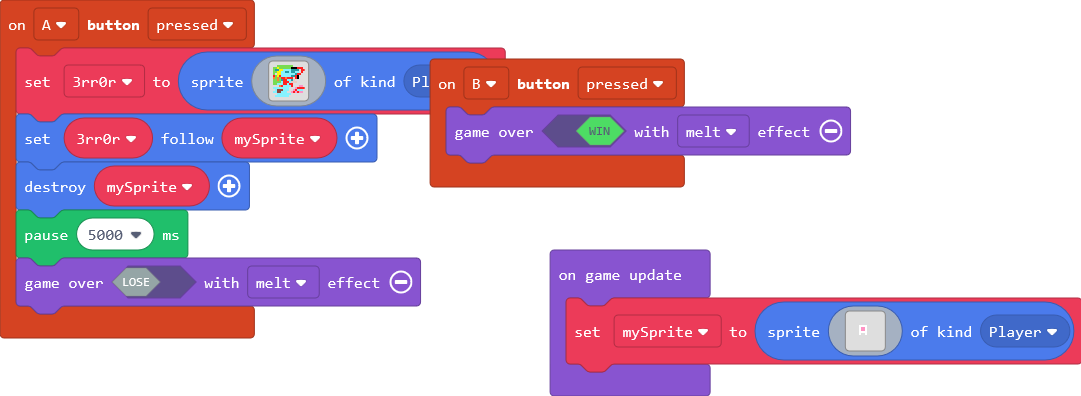 on A button pressed
set 3rr0r to sprite of kind
set 3rr0r follow mySprite
destroy mySprite
pause 5000 ms
game over LOSE with melt effect
on B button pressed
game over WIN with melt effect
on game update
set mySprite to sprite of kind Player